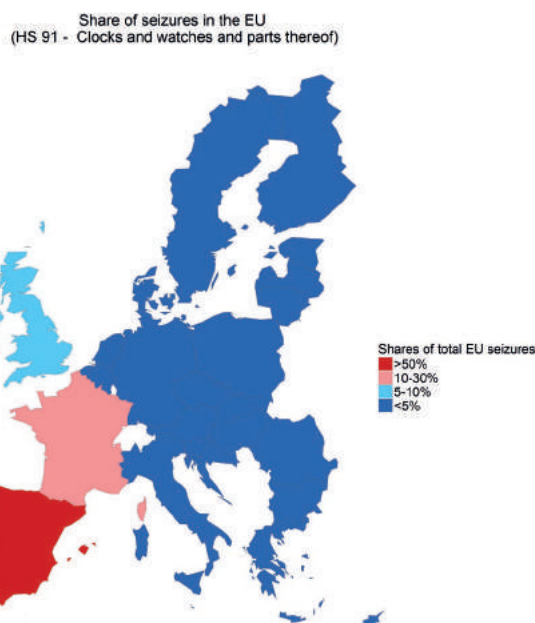 Share of seizures in the EU
(HS 91 - Clocks and watches and parts thereof)
Shares of total EU seizures
>50%
10-30%
5-10%
<5%